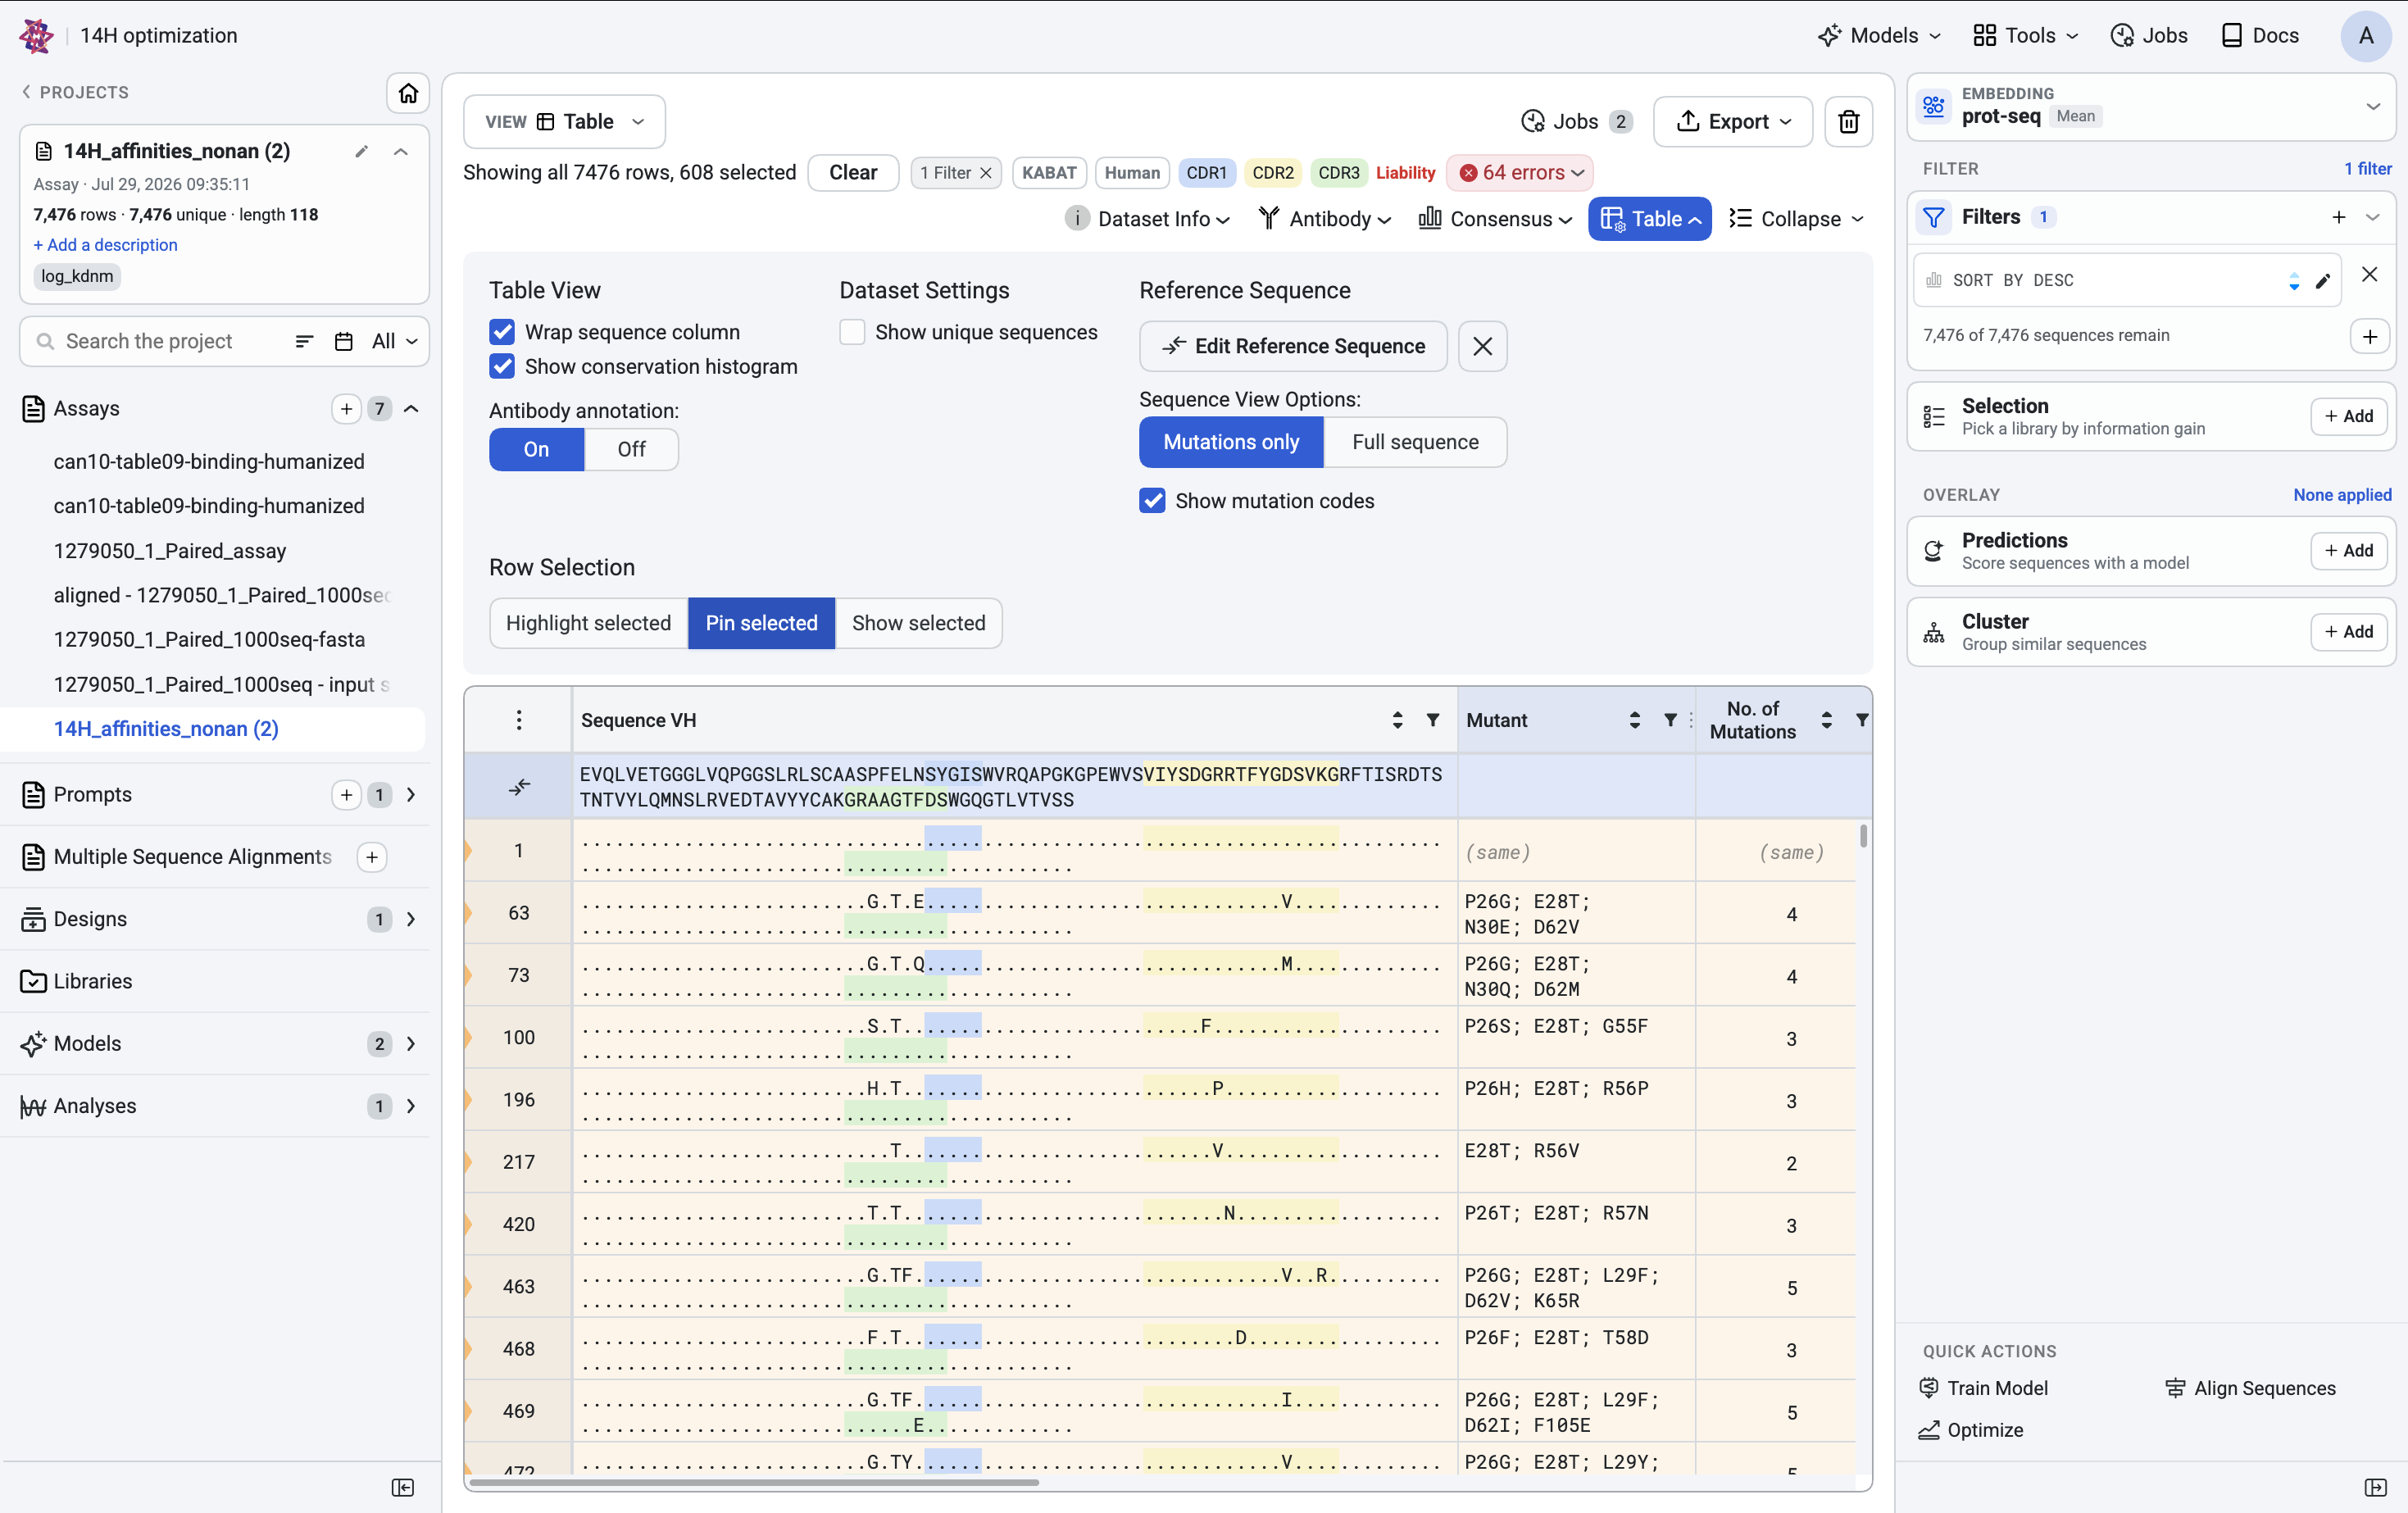 14H optimization
Models
Tools
Jobs
Docs
A
PROJECTS
14H_affinities_nonan (2)
Assay · Jul 29, 2026 09:35:11
7,476 rows · 7,476 unique · length 118
+ Add a description
log_kdnm
Search the project
All
Assays
7
can10-table09-binding-humanized
can10-table09-binding-humanized
1279050_1_Paired_assay
aligned - 1279050_1_Paired_1000se
1279050_1_Paired_1000seq-fasta
1279050_1_Paired_1000seq - input s
14H_affinities_nonan (2)
Prompts
1
Multiple Sequence Alignments
Designs
1
Libraries
Models
2
Analyses
1
VIEW Table
Jobs 2
Export
Showing all 7476 rows, 608 selected
Clear
1 Filter
KABAT
Human
CDR1
CDR2
CDR3
Liability
64 errors
Dataset Info
Antibody
Consensus
Table
Collapse
Table View
Wrap sequence column
Show conservation histogram
Antibody annotation:
On
Off
Dataset Settings
Show unique sequences
Reference Sequence
Edit Reference Sequence
Sequence View Options:
Mutations only
Full sequence
Show mutation codes
Row Selection
Highlight selected
Pin selected
Show selected
Sequence VH
Mutant
No. of
Mutations
EVQLVETGGGLVQPGGSLRLSCAASPFELNSYGISWVRQAPGKGPEWVSVIYSDGRRTFYGDSVKGRFTISRDTS
TNTVYLQMNSLRVEDTAVYYCAKGRAAGTFDSWGQGTLVTVSS
1
(same)
(same)
63
G.T.E
V
P26G; E28T;
N30E; D62V
4
73
G.T.Q
M
P26G; E28T;
N30Q; D62M
4
100
S.T
F
P26S; E28T; G55F
3
196
H.T
P
P26H; E28T; R56P
3
217
T
V
E28T; R56V
2
420
T.T
N
P26T; E28T; R57N
3
463
G.TF
V..R
P26G; E28T; L29F;
D62V; K65R
5
468
F.T
D
P26F; E28T; T58D
3
469
G.TF
I
E
P26G; E28T; L29F;
D62I; F105E
5
472
G.TY
V
P26G; E28T; L29Y;
5
EMBEDDING
prot-seq Mean
FILTER
1 filter
Filters 1
SORT BY DESC
7,476 of 7,476 sequences remain
Selection
Pick a library by information gain
+ Add
OVERLAY
None applied
Predictions
Score sequences with a model
+ Add
Cluster
Group similar sequences
+ Add
QUICK ACTIONS
Train Model
Align Sequences
Optimize